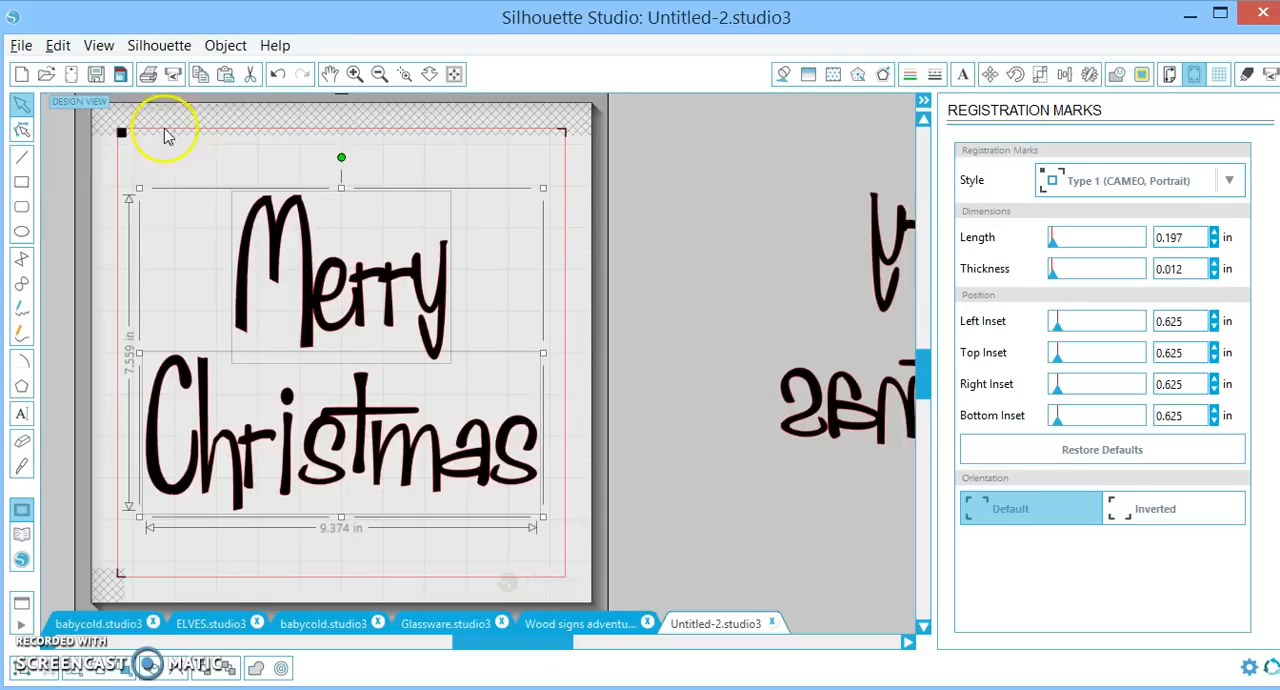 Silhouette Studio: Untitled-2.studio3
File Edit View Silhouette Object Help
DESIGN VIEW
REGISTRATION MARKS
Registration Marks
Style Type 1 (CAMEO, Portrait)
Dimensions
Length 0.197 in
Thickness 0.012 in
Position
Left Inset 0.625 in
Top Inset 0.625 in
Right Inset 0.625 in
Bottom Inset 0.625 in
Restore Defaults
Orientation
Default Inverted
Merry
Christmas
7.559 in
9.374 in
babycold.studio3 ELVES.studio3 babycold.studio3 Glassware.studio3 Wood signs adventu... Untitled-2.studio3
RECORDED WITH
SCREENCAST MATIC